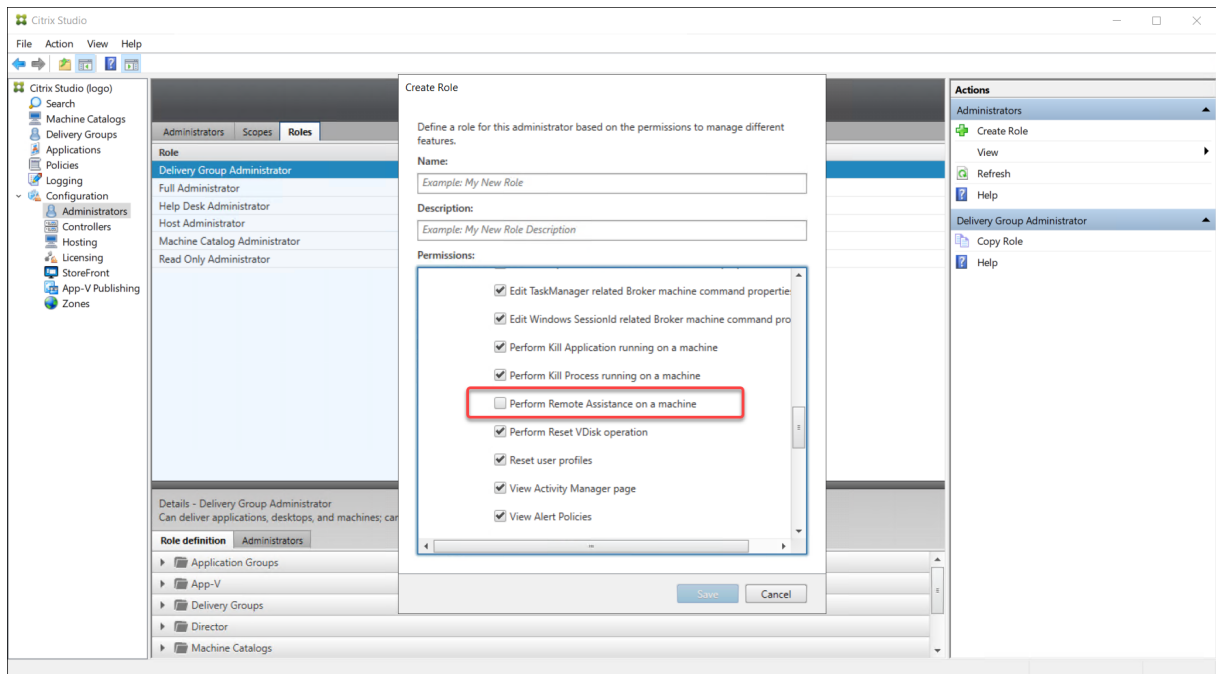 Citrix Studio
File Action View Help
Citrix Studio (logo)
Search
Machine Catalogs
Delivery Groups
Applications
Policies
Logging
Configuration
Administrators
Controllers
Hosting
Licensing
StoreFront
App-V Publishing
Zones
Administrators Scopes Roles
Role
Delivery Group Administrator
Full Administrator
Help Desk Administrator
Host Administrator
Machine Catalog Administrator
Read Only Administrator
Details - Delivery Group Administrator
Can deliver applications, desktops, and machines; car
Role definition Administrators
Application Groups
App-V
Delivery Groups
Director
Machine Catalogs
Create Role
Define a role for this administrator based on the permissions to manage different
features.
Name:
Example: My New Role
Description:
Example: My New Role Description
Permissions:
Edit TaskManager related Broker machine command propertie
Edit Windows SessionId related Broker machine command pro
Perform Kill Application running on a machine
Perform Kill Process running on a machine
Perform Remote Assistance on a machine
Perform Reset VDisk operation
Reset user profiles
View Activity Manager page
View Alert Policies
Save Cancel
Actions
Administrators
Create Role
View
Refresh
Help
Delivery Group Administrator
Copy Role
Help